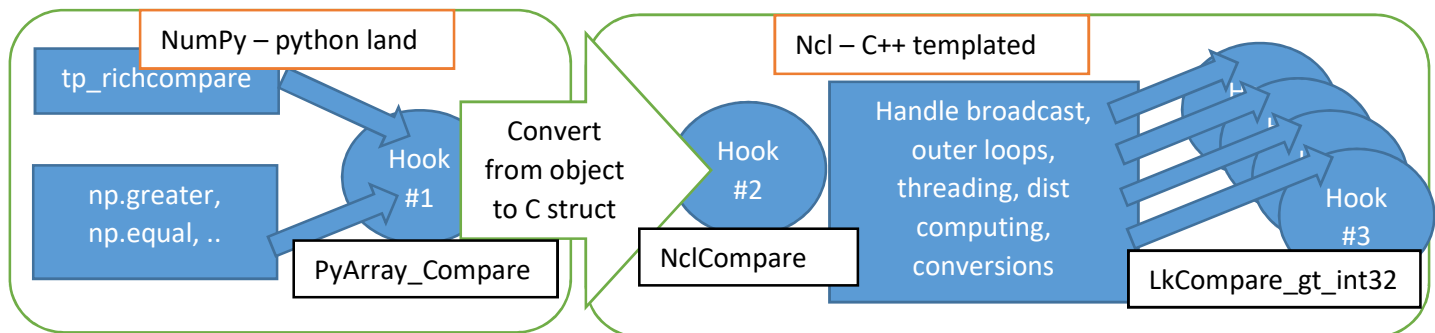 NumPy – python land
tp_richcompare
np.greater,
np.equal, ..
Hook
#1
PyArray_Compare
Convert
from object
to C struct
Ncl – C++ templated
Hook
#2
NclCompare
Handle broadcast,
outer loops,
threading, dist
computing,
conversions
Hook
#3
LkCompare_gt_int32